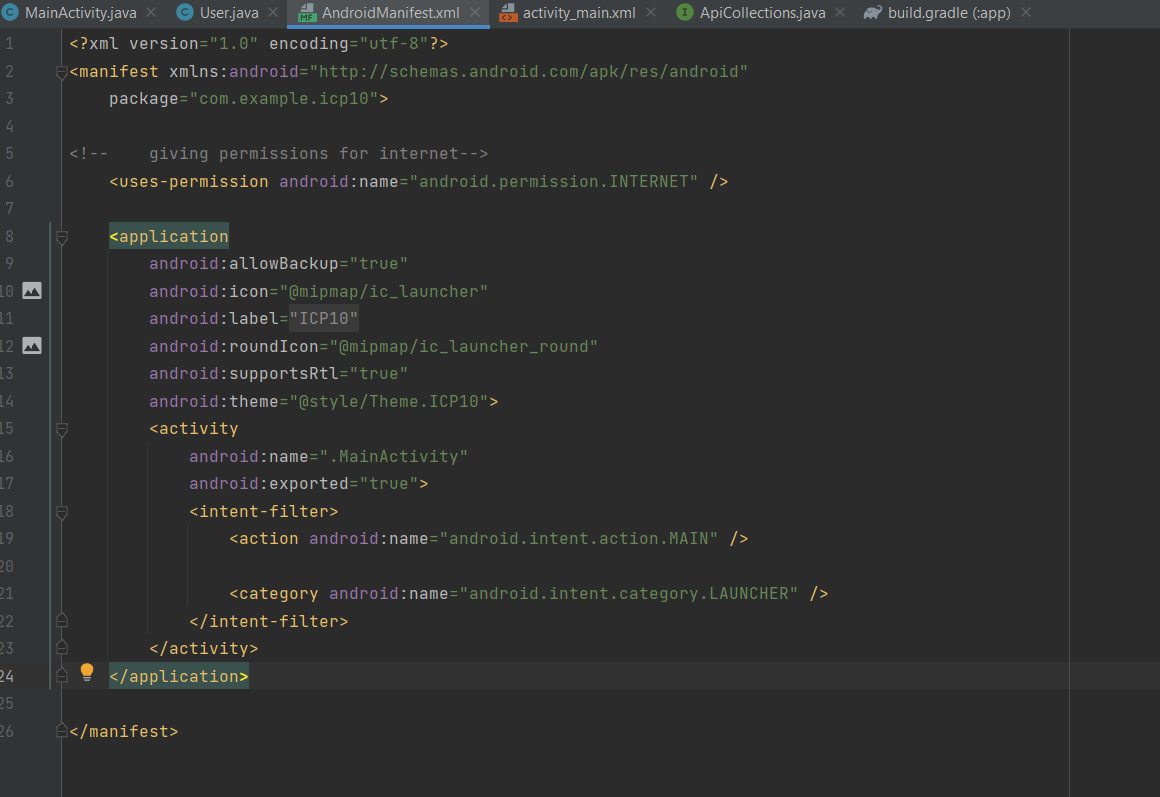 MainActivity.java User.java AndroidManifest.xml activity_main.xml ApiCollections.java build.gradle (:app)
1 <?xml version="1.0" encoding="utf-8"?>
2 <manifest xmlns:android="http://schemas.android.com/apk/res/android"
3     package="com.example.icp10">
4
5 <!--    giving permissions for internet-->
6     <uses-permission android:name="android.permission.INTERNET" />
7
8     <application
9         android:allowBackup="true"
10         android:icon="@mipmap/ic_launcher"
11         android:label="ICP10"
12         android:roundIcon="@mipmap/ic_launcher_round"
13         android:supportsRtl="true"
14         android:theme="@style/Theme.ICP10">
15         <activity
16             android:name=".MainActivity"
17             android:exported="true">
18             <intent-filter>
19                 <action android:name="android.intent.action.MAIN" />
20
21                 <category android:name="android.intent.category.LAUNCHER" />
22             </intent-filter>
23         </activity>
24     </application>
25
26 </manifest>